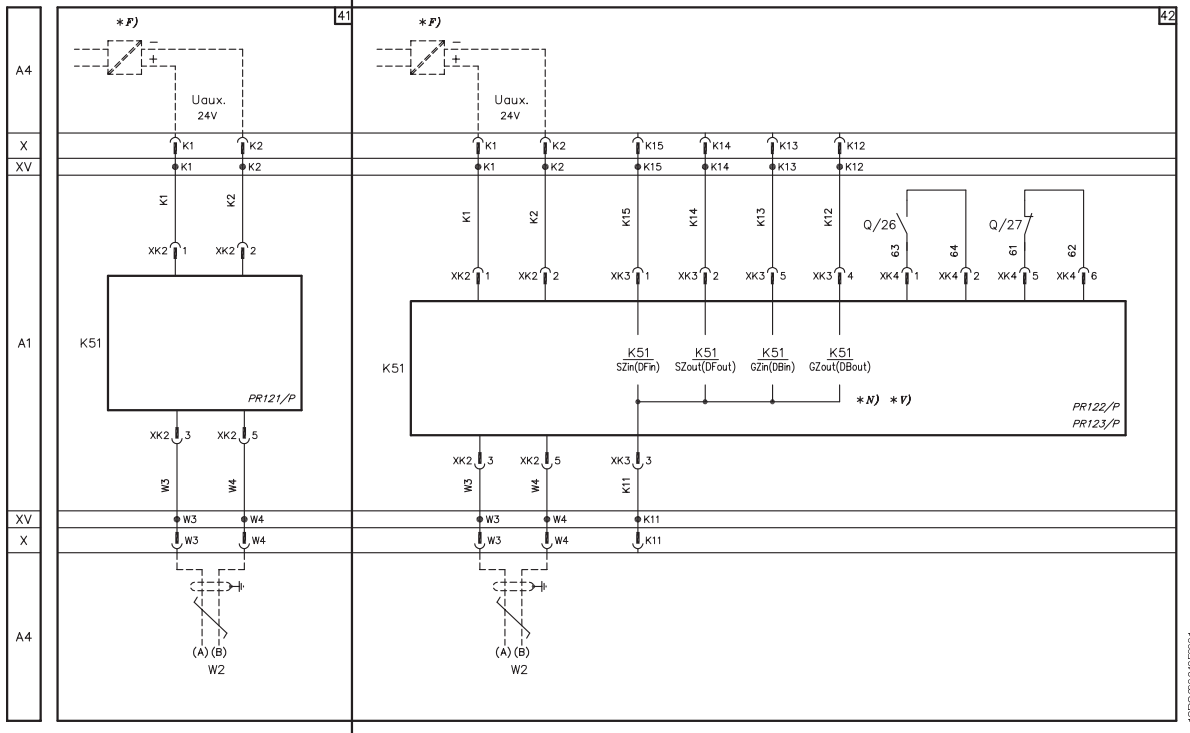 41
42
*F)
*F)
− −
+ +
A4
Uaux.
24V
Uaux.
24V
X
K1 K2 K1 K2 K15 K14 K13 K12
XV
K1 K2 K1 K2 K15 K14 K13 K12
K1 K2 K1 K2 K15 K14 K13 K12
Q/26 Q/27
63 64 61 62
XK2 1 XK2 2
XK2 1 XK2 2 XK3 1 XK3 2 XK3 5 XK3 4 XK4 1 XK4 2 XK4 5 XK4 6
A1
K51
PR121/P
K51
K51
SZin(DFin)
K51
SZout(DFout)
K51
GZin(DBin)
K51
GZout(DBout)
*N) *V)
PR122/P
PR123/P
XK2 3 XK2 5
XK2 3 XK2 5 XK3 3
W3 W4 W3 W4 K11
XV
W3 W4 W3 W4 K11
X
W3 W4 W3 W4 K11
A4
(A) (B)
W2
(A) (B)
W2